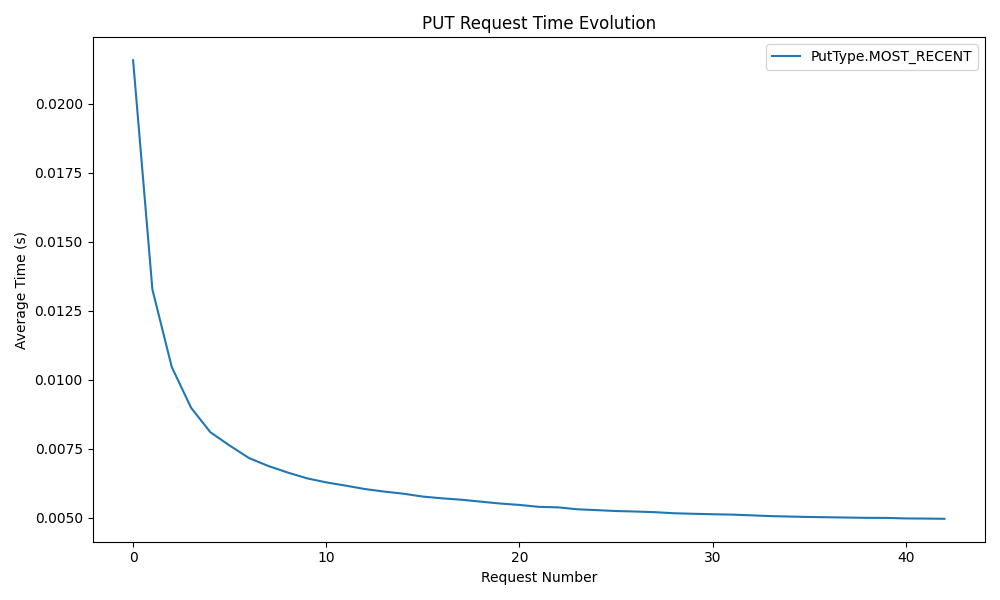 PUT Request Time Evolution
PutType.MOST_RECENT
Average Time (s)
0.0200
0.0175
0.0150
0.0125
0.0100
0.0075
0.0050
0 10 20 30 40
Request Number